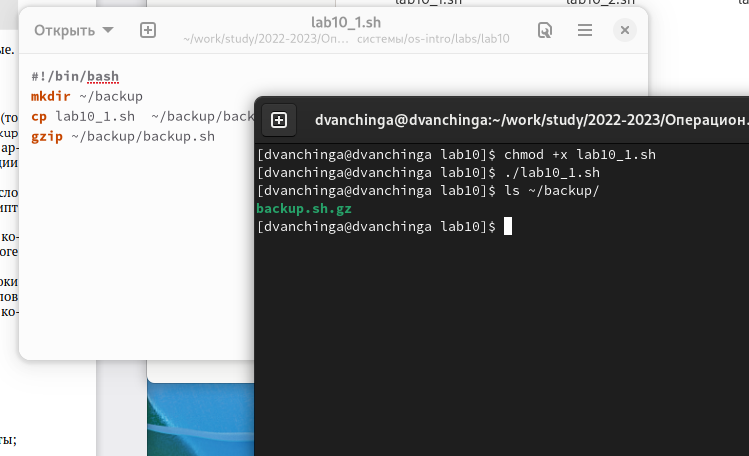 lab10_1.sh
lab10_2.sh
Открыть
lab10_1.sh
~/work/study/2022-2023/Оп… системы/os-intro/labs/lab10
#!/bin/bash
mkdir ~/backup
cp lab10_1.sh  ~/backup/back
gzip ~/backup/backup.sh
dvanchinga@dvanchinga:~/work/study/2022-2023/Операцион.
[dvanchinga@dvanchinga lab10]$ chmod +x lab10_1.sh
[dvanchinga@dvanchinga lab10]$ ./lab10_1.sh
[dvanchinga@dvanchinga lab10]$ ls ~/backup/
backup.sh.gz
[dvanchinga@dvanchinga lab10]$